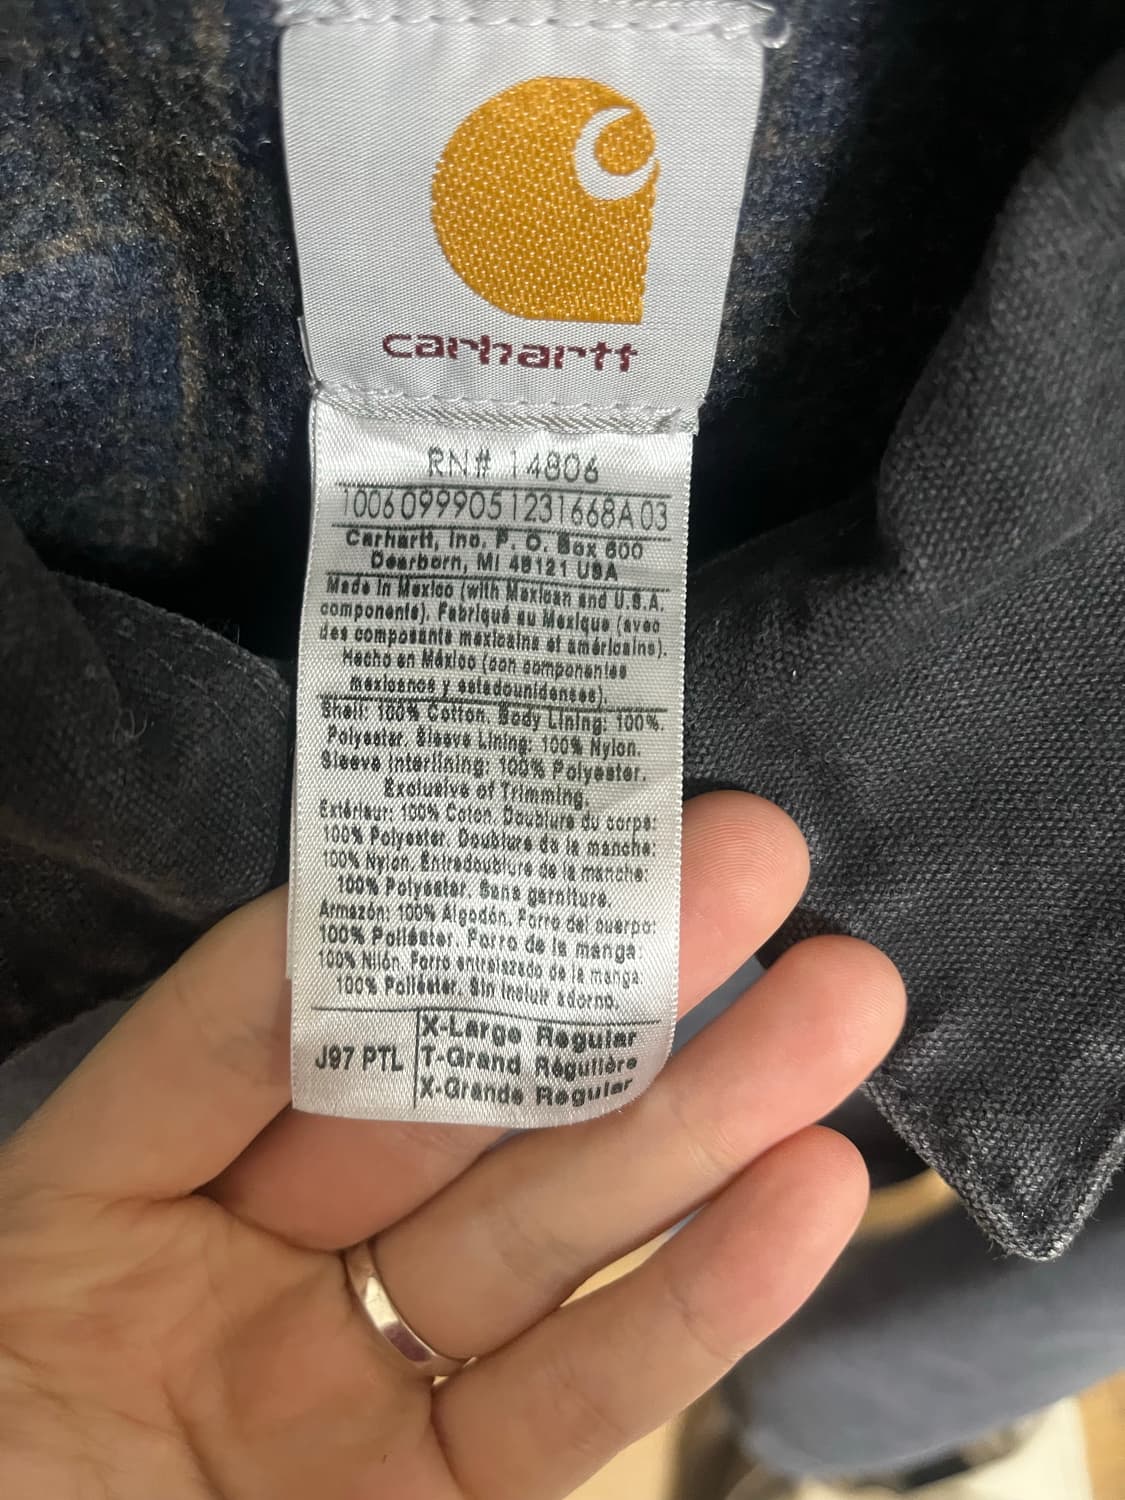 carhartt
RN# 14806
10060999051231668A03
Carhartt, Inc. P. O. Box 600
Dearborn, MI 48121 USA
Made in Mexico (with Mexican and U.S.A.
components). Fabriqué au Mexique (avec
des composants mexicains et américains).
Hecho en México (con componentes
mexicanos y estadounidenses).
Shell: 100% Cotton. Body Lining: 100%.
Polyester. Sleeve Lining: 100% Nylon.
Sleeve Interlining: 100% Polyester.
Exclusive of Trimming.
Extérieur: 100% Coton. Doublure du corps:
100% Polyester. Doublure de la manche:
100% Nylon. Entredoublure de la manche:
100% Polyester. Sans garniture.
Armazón: 100% Algodón. Forro del cuerpo:
100% Poliéster. Forro de la manga:
100% Nilón. Forro entrelazado de la manga
100% Poliéster. Sin incluir adorno.
J97 PTL
X-Large Regular
T-Grand Régulière
X-Grande Regular